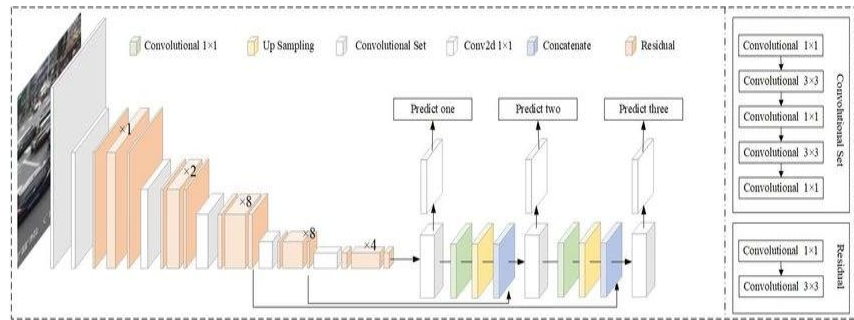 Convolutional 1×1
Up Sampling
Convolutional Set
Conv2d 1×1
Concatenate
Residual
×1
×2
×8
×8
×4
Predict one
Predict two
Predict three
Convolutional 1×1
Convolutional 3×3
Convolutional 1×1
Convolutional 3×3
Convolutional 1×1
Convolutional Set
Convolutional 1×1
Convolutional 3×3
Residual